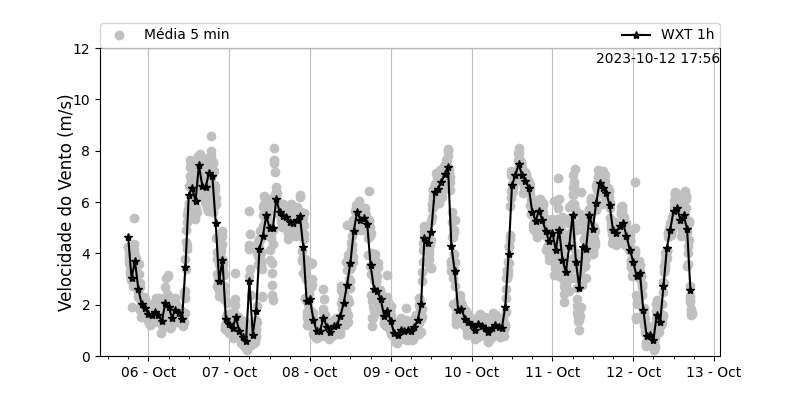 Média 5 min WXT 1h
2023-10-12 17:56
Velocidade do Vento (m/s)
12
10
8
6
4
2
0
06 - Oct 07 - Oct 08 - Oct 09 - Oct 10 - Oct 11 - Oct 12 - Oct 13 - Oct